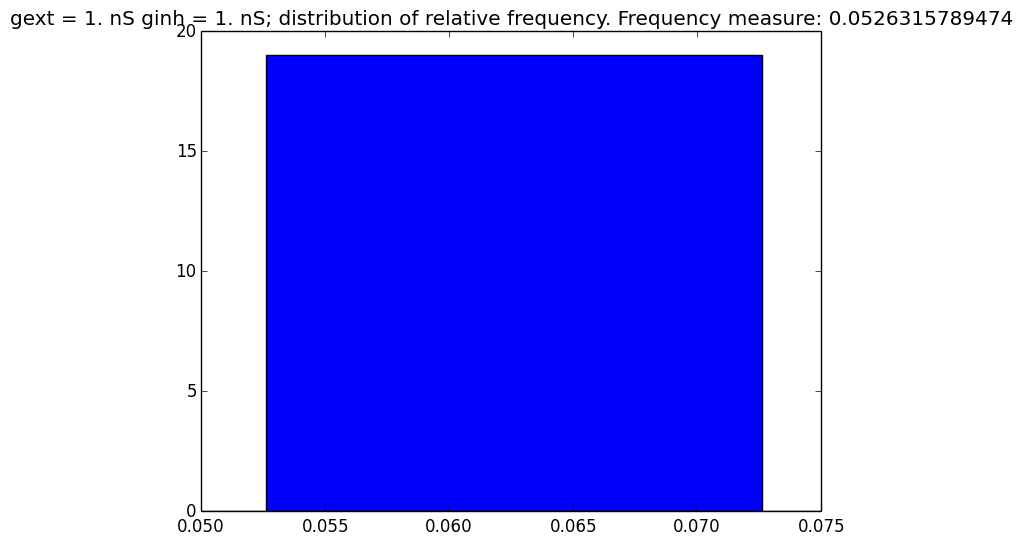 gext = 1. nS ginh = 1. nS; distribution of relative frequency. Frequency measure: 0.0526315789474
20
15
10
5
0
0.050 0.055 0.060 0.065 0.070 0.075